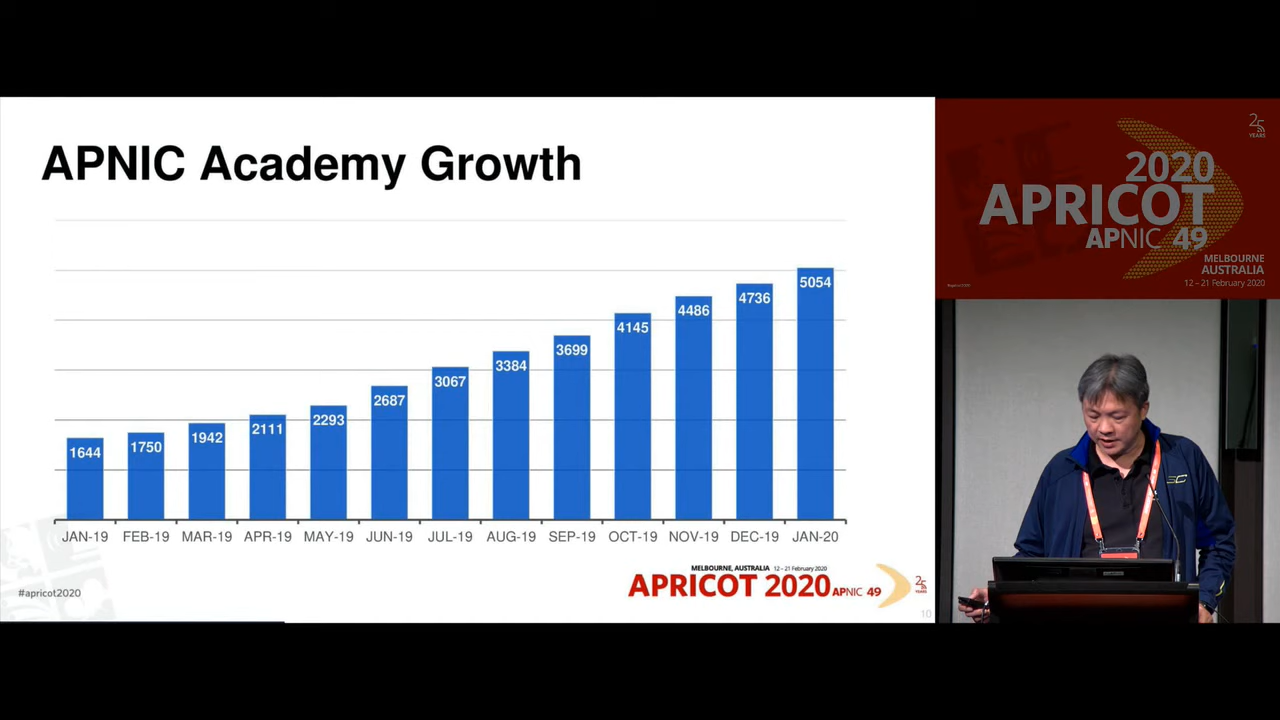 APNIC Academy Growth
1644
1750
1942
2111
2293
2687
3067
3384
3699
4145
4486
4736
5054
JAN-19
FEB-19
MAR-19
APR-19
MAY-19
JUN-19
JUL-19
AUG-19
SEP-19
OCT-19
NOV-19
DEC-19
JAN-20
#apricot2020
MELBOURNE, AUSTRALIA 12 – 21 February 2020
APRICOT 2020 APNIC 49
25
YEARS
10
25
YEARS
2020
APRICOT
APNIC 49
MELBOURNE
AUSTRALIA
12 – 21 February 2020
#apricot2020